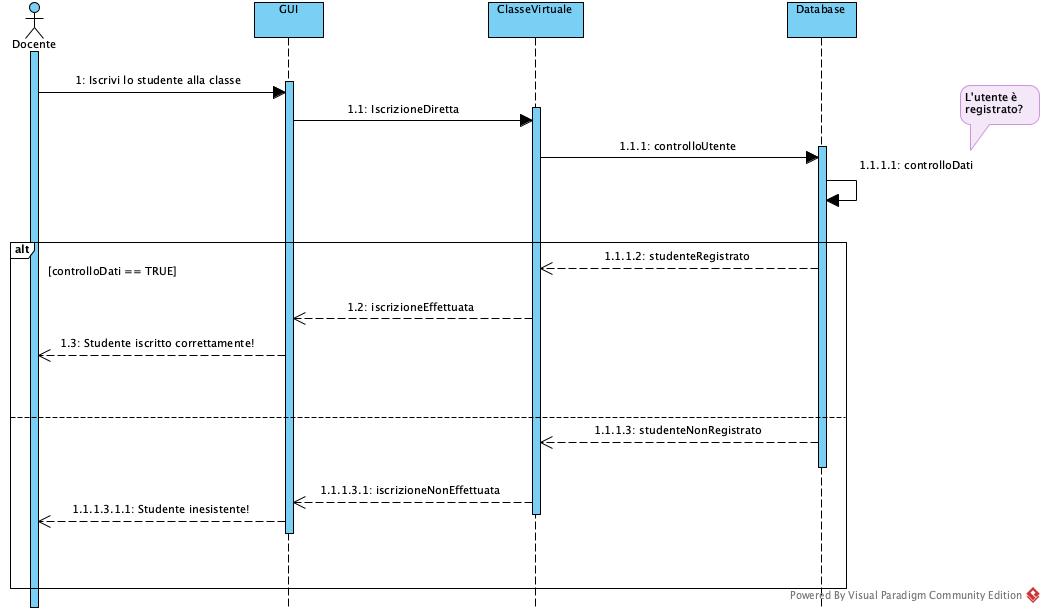 GUI
ClasseVirtuale
Database
Docente
1: Iscrivi lo studente alla classe
1.1: IscrizioneDiretta
L'utente è
registrato?
1.1.1: controlloUtente
1.1.1.1: controlloDati
alt
[controlloDati == TRUE]
1.1.1.2: studenteRegistrato
1.2: iscrizioneEffettuata
1.3: Studente iscritto correttamente!
1.1.1.3: studenteNonRegistrato
1.1.1.3.1: iscrizioneNonEffettuata
1.1.1.3.1.1: Studente inesistente!
Powered By Visual Paradigm Community Edition